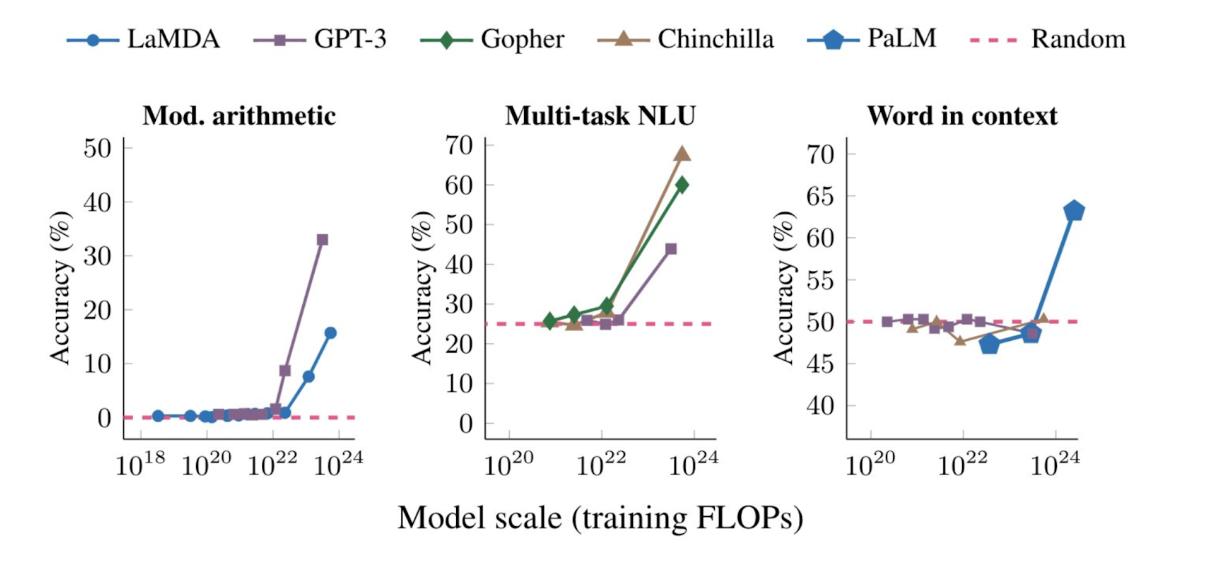 LaMDA GPT-3 Gopher Chinchilla PaLM Random
Mod. arithmetic
Accuracy (%)
50
40
30
20
10
0
10^18 10^20 10^22 10^24
Multi-task NLU
Accuracy (%)
70
60
50
40
30
20
10
0
10^20 10^22 10^24
Word in context
Accuracy (%)
70
65
60
55
50
45
40
10^20 10^22 10^24
Model scale (training FLOPs)